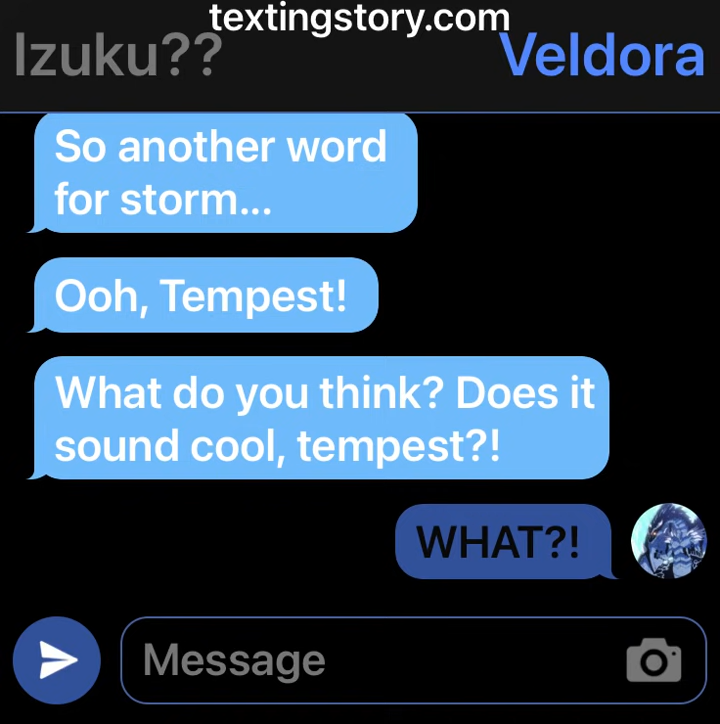 textingstory.com
Izuku??
Veldora
So another word
for storm...
Ooh, Tempest!
What do you think? Does it
sound cool, tempest?!
WHAT?!
Message